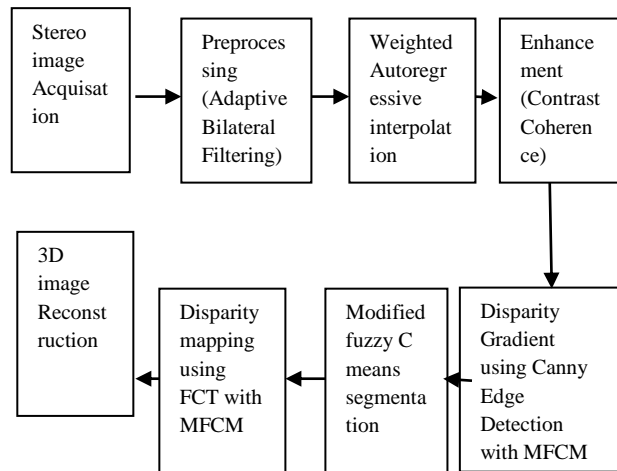 Stereo
image
Acquisat
ion
Preproces
sing
(Adaptive
Bilateral
Filtering)
Weighted
Autoregr
essive
interpolat
ion
Enhance
ment
(Contrast
Coheren
ce)
Disparity
Gradient
using Canny
Edge
Detection
with MFCM
Modified
fuzzy C
means
segmenta
tion
Disparity
mapping
using
FCT with
MFCM
3D
image
Reconst
ruction